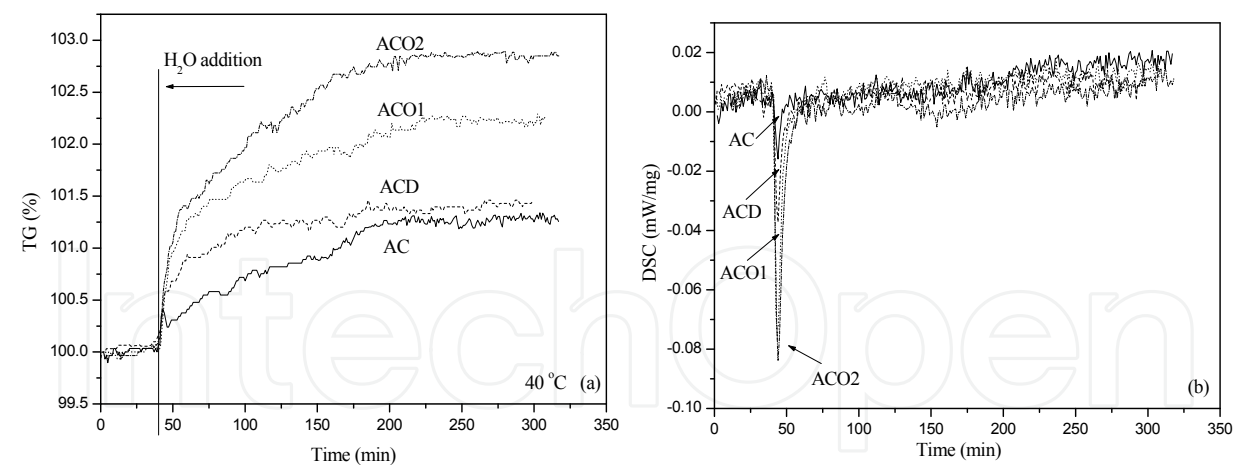 103.0
102.5
102.0
101.5
101.0
100.5
100.0
99.5
TG (%)
H2O addition
ACO2
ACO1
ACD
AC
40 °C (a)
0 50 100 150 200 250 300 350
Time (min)
0.02
0.00
-0.02
-0.04
-0.06
-0.08
-0.10
DSC (mW/mg)
AC
ACD
ACO1
ACO2
(b)
0 50 100 150 200 250 300 350
Time (min)
IntechOpen